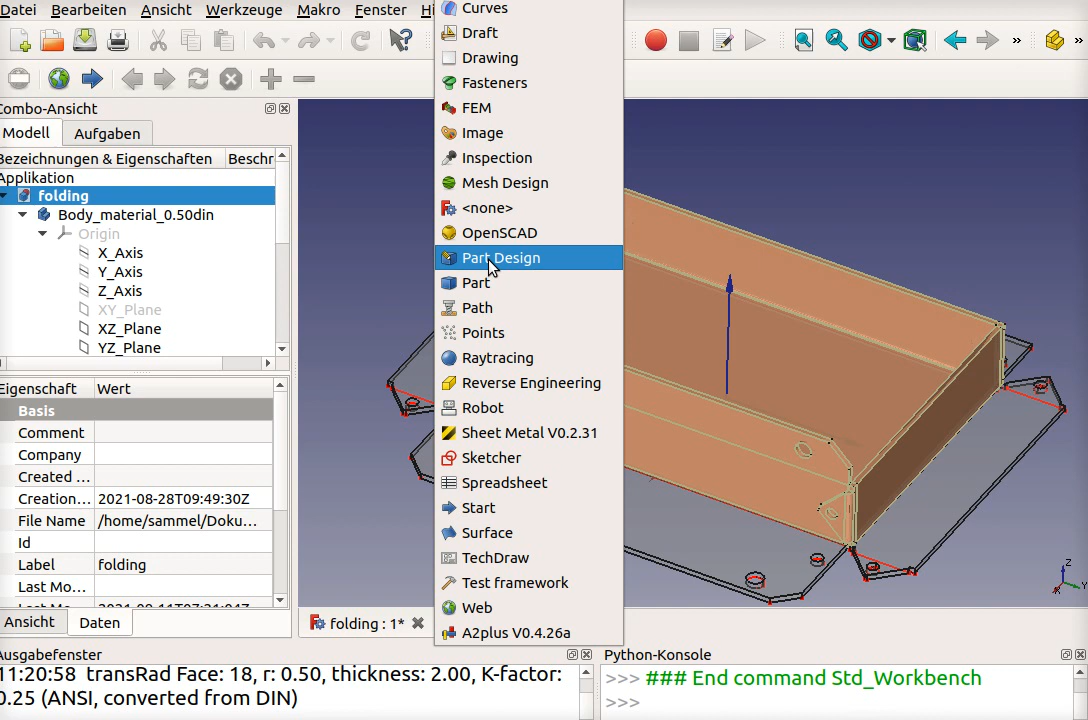 Datei Bearbeiten Ansicht Werkzeuge Makro Fenster
Combo-Ansicht
Modell Aufgaben
Bezeichnungen & Eigenschaften Beschr
Applikation
folding
Body_material_0.50din
Origin
X_Axis
Y_Axis
Z_Axis
XY_Plane
XZ_Plane
YZ_Plane
Eigenschaft Wert
Basis
Comment
Company
Created ...
Creation... 2021-08-28T09:49:30Z
File Name /home/sammel/Doku...
Id
Label folding
Last Mo...
Ansicht Daten
Curves
Draft
Drawing
Fasteners
FEM
Image
Inspection
Mesh Design
<none>
OpenSCAD
Part Design
Part
Path
Points
Raytracing
Reverse Engineering
Robot
Sheet Metal V0.2.31
Sketcher
Spreadsheet
Start
Surface
TechDraw
Test framework
Web
A2plus V0.4.26a
Z
Y
folding : 1*
Ausgabefenster
11:20:58 transRad Face: 18, r: 0.50, thickness: 2.00, K-factor:
0.25 (ANSI, converted from DIN)
Python-Konsole
>>> ### End command Std_Workbench
>>>